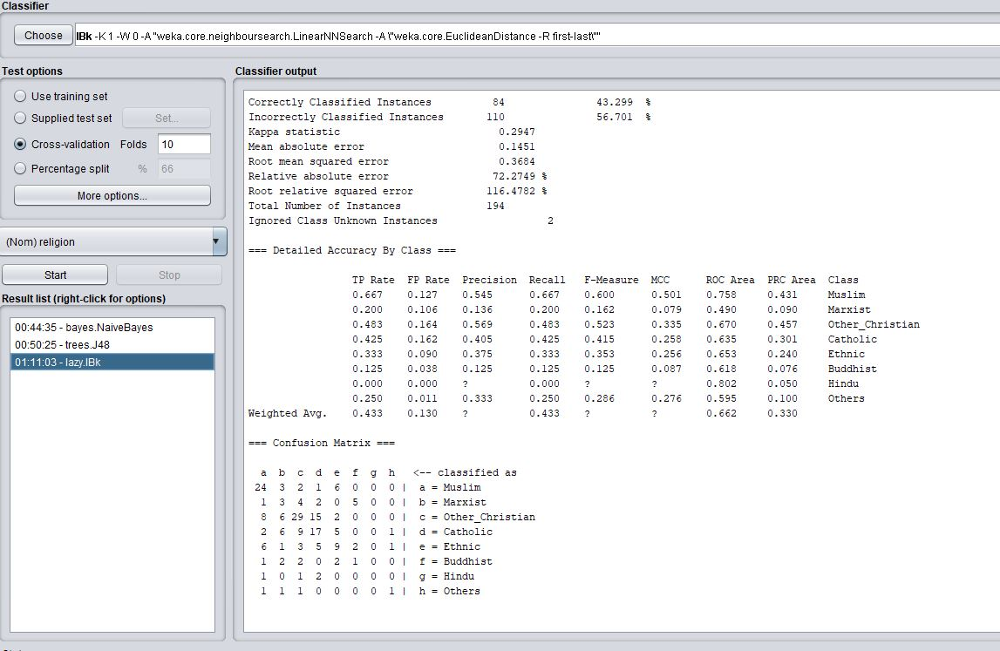 Classifier
Choose IBk -K 1 -W 0 -A "weka.core.neighboursearch.LinearNNSearch -A \"weka.core.EuclideanDistance -R first-last\""
Test options
Use training set
Supplied test set Set...
Cross-validation Folds 10
Percentage split % 66
More options...
(Nom) religion
Start Stop
Result list (right-click for options)
00:44:35 - bayes.NaiveBayes
00:50:25 - trees.J48
01:11:03 - lazy.IBk
Classifier output
Correctly Classified Instances 84 43.299 %
Incorrectly Classified Instances 110 56.701 %
Kappa statistic 0.2947
Mean absolute error 0.1451
Root mean squared error 0.3684
Relative absolute error 72.2749 %
Root relative squared error 116.4782 %
Total Number of Instances 194
Ignored Class Unknown Instances 2
=== Detailed Accuracy By Class ===
TP Rate FP Rate Precision Recall F-Measure MCC ROC Area PRC Area Class
0.667 0.127 0.545 0.667 0.600 0.501 0.758 0.431 Muslim
0.200 0.106 0.136 0.200 0.162 0.079 0.490 0.090 Marxist
0.483 0.164 0.569 0.483 0.523 0.335 0.670 0.457 Other_Christian
0.425 0.162 0.405 0.425 0.415 0.258 0.635 0.301 Catholic
0.333 0.090 0.375 0.333 0.353 0.256 0.653 0.240 Ethnic
0.125 0.038 0.125 0.125 0.125 0.087 0.618 0.076 Buddhist
0.000 0.000 ? 0.000 ? ? 0.802 0.050 Hindu
0.250 0.011 0.333 0.250 0.286 0.276 0.595 0.100 Others
Weighted Avg. 0.433 0.130 ? 0.433 ? ? 0.662 0.330
=== Confusion Matrix ===
a b c d e f g h <-- classified as
24 3 2 1 6 0 0 0 | a = Muslim
1 3 4 2 0 5 0 0 | b = Marxist
8 6 29 15 2 0 0 0 | c = Other_Christian
2 6 9 17 5 0 0 1 | d = Catholic
6 1 3 5 9 2 0 1 | e = Ethnic
1 2 2 0 2 1 0 0 | f = Buddhist
1 0 1 2 0 0 0 0 | g = Hindu
1 1 1 0 0 0 0 1 | h = Others